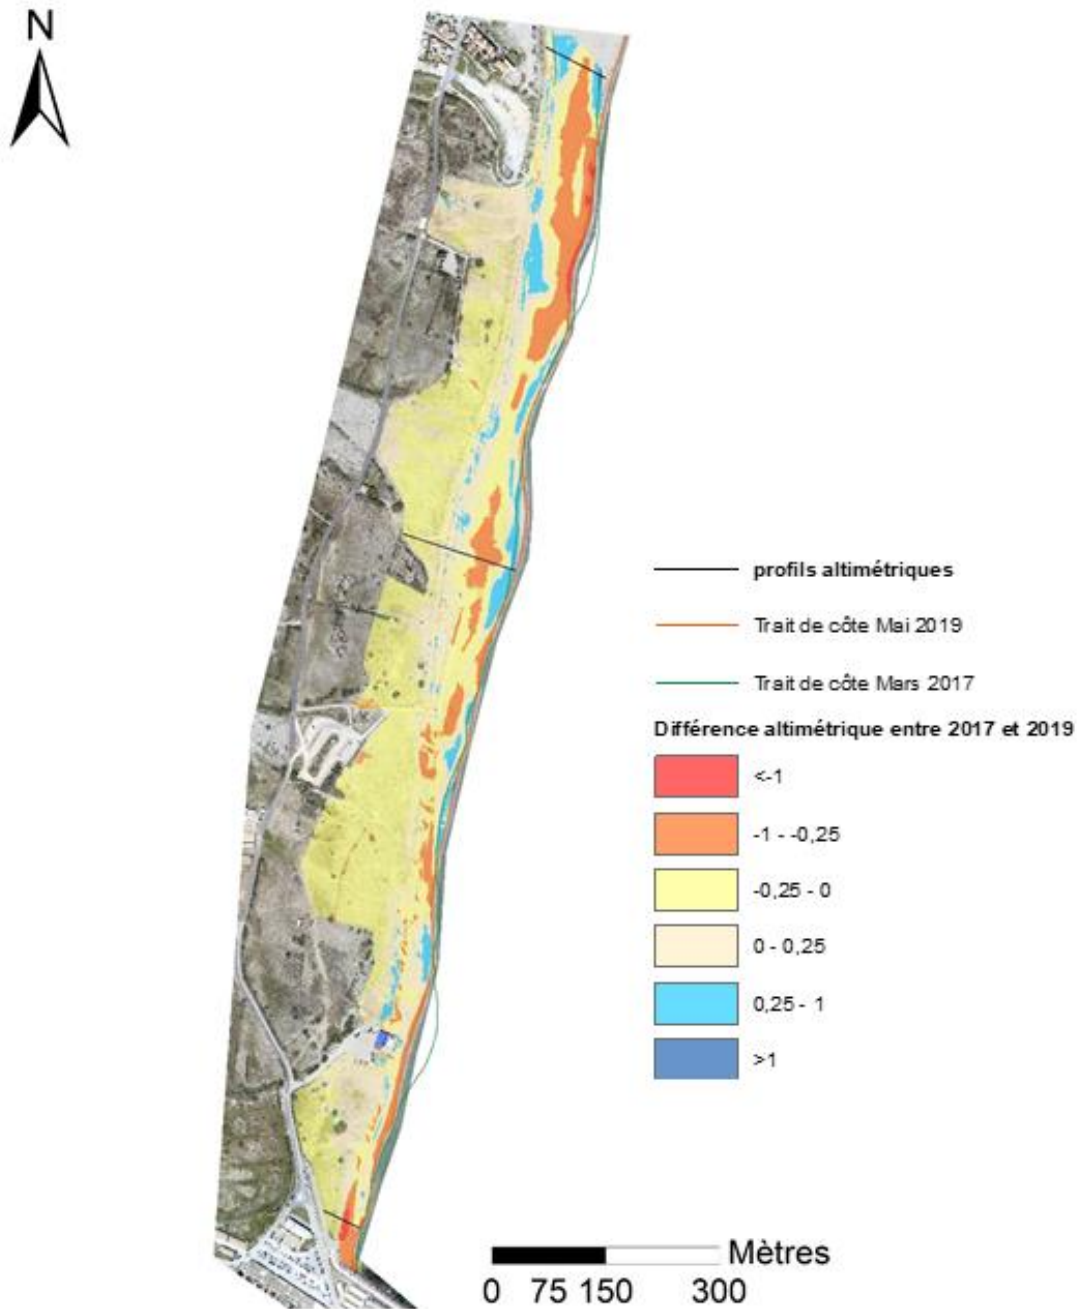 N
profils altimétriques
Trait de côte Mai 2019
Trait de côte Mars 2017
Différence altimétrique entre 2017 et 2019
<-1
-1 - -0,25
-0,25 - 0
0 - 0,25
0,25 - 1
>1
Mètres
0 75 150 300